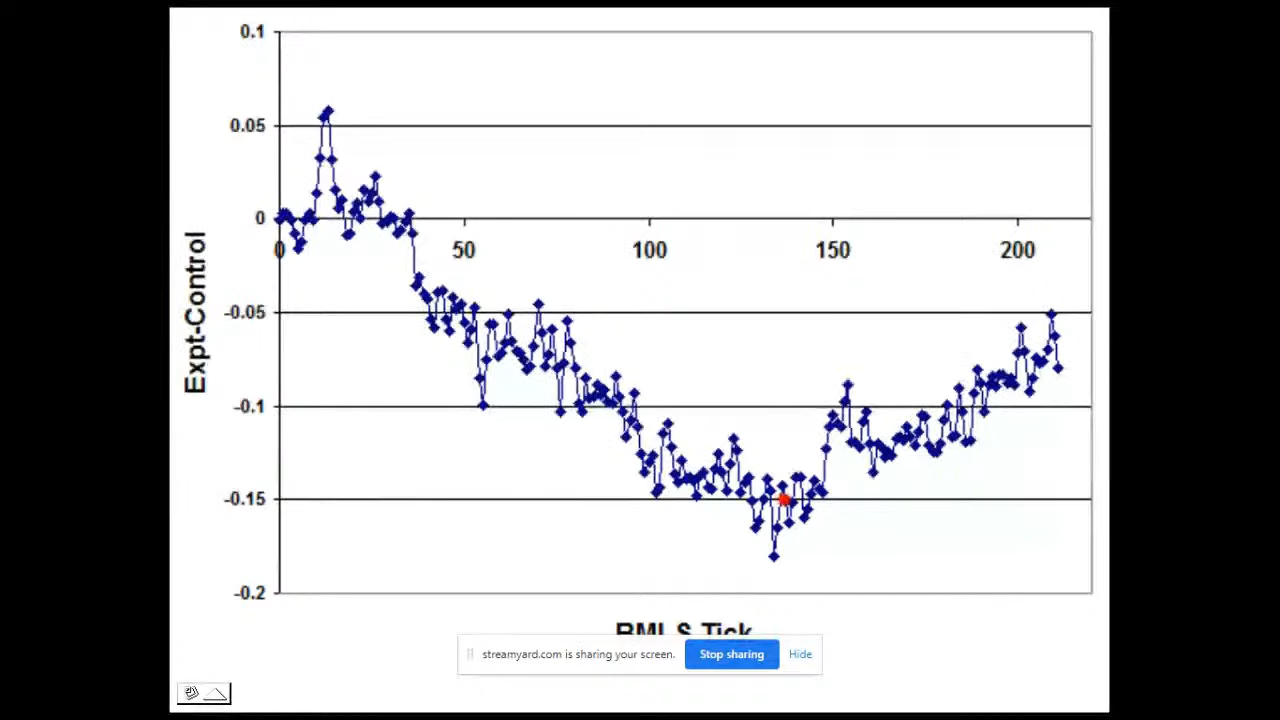 0.1
0.05
0
0 50 100 150 200
-0.05
-0.1
-0.15
-0.2
Expt-Control
BMLS Tick
streamyard.com is sharing your screen. Stop sharing Hide